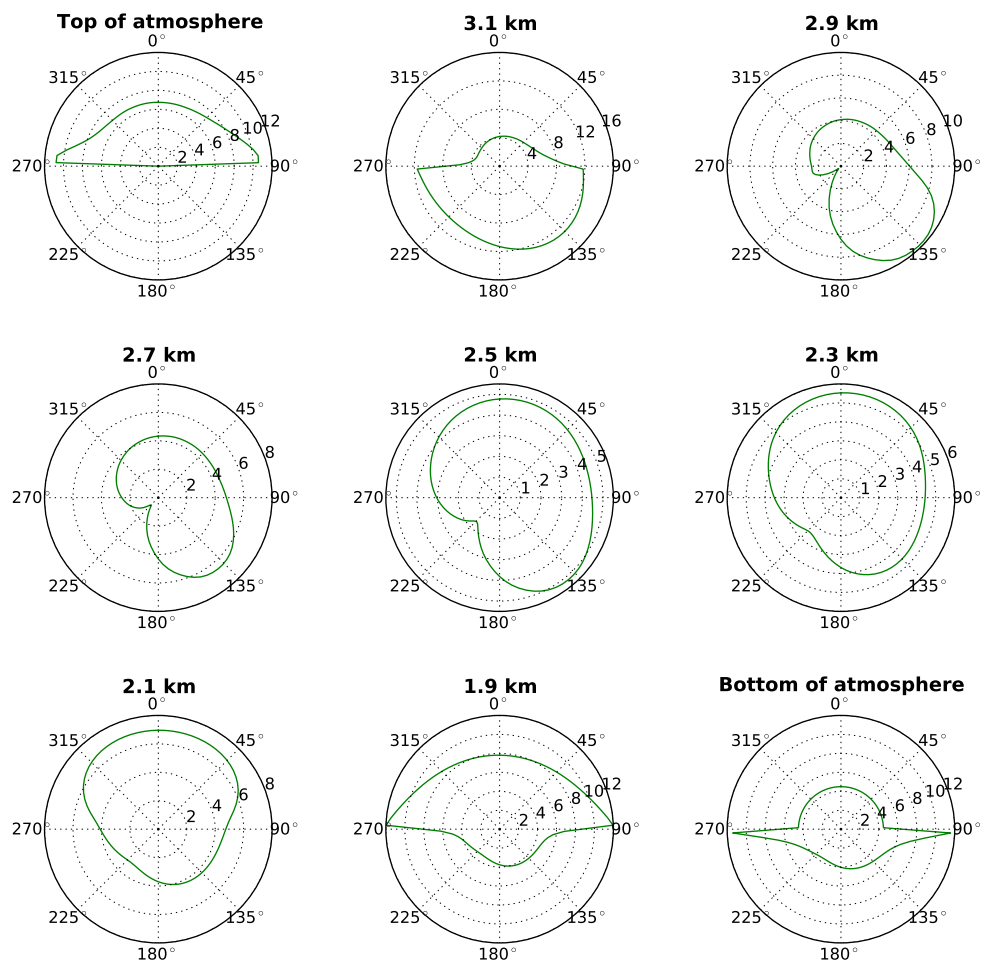 Top of atmosphere 3.1 km 2.9 km
0° 0° 0°
315° 45° 315° 45° 315° 45°
2 4 6 8 10 12 4 8 12 16 2 4 6 8 10
270° 90° 270° 90° 270° 90°
225° 135° 225° 135° 225° 135°
180° 180° 180°
2.7 km 2.5 km 2.3 km
0° 0° 0°
315° 45° 315° 45° 315° 45°
2 4 6 8 1 2 3 4 5 1 2 3 4 5 6
270° 90° 270° 90° 270° 90°
225° 135° 225° 135° 225° 135°
180° 180° 180°
2.1 km 1.9 km Bottom of atmosphere
0° 0° 0°
315° 45° 315° 45° 315° 45°
2 4 6 8 2 4 6 8 10 12 2 4 6 8 10 12
270° 90° 270° 90° 270° 90°
225° 135° 225° 135° 225° 135°
180° 180° 180°